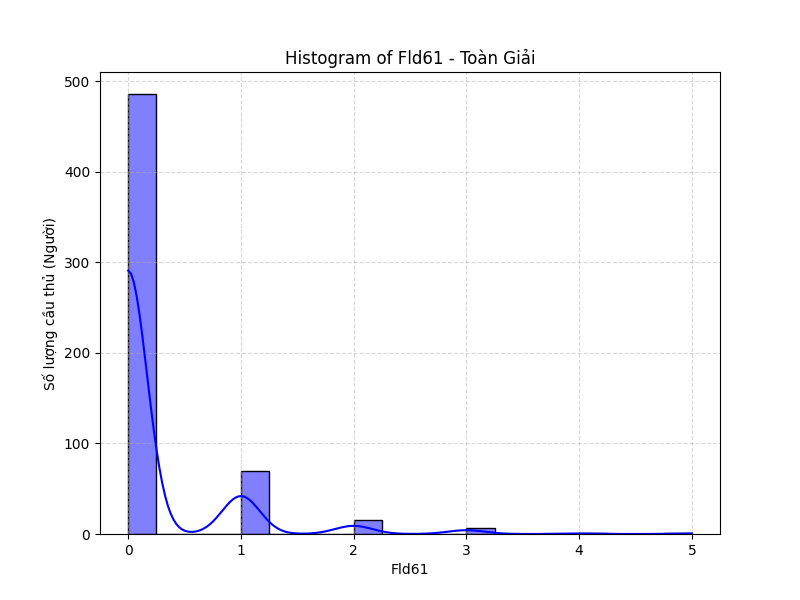 Histogram of Fld61 - Toàn Giải
500
400
300
200
100
0
Số lượng cầu thủ (Người)
0 1 2 3 4 5
Fld61